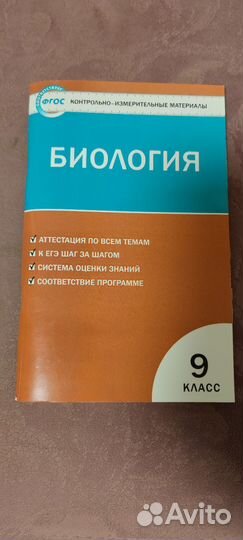 СООТВЕТСТВУЕТ
ФГОС
КОНТРОЛЬНО-ИЗМЕРИТЕЛЬНЫЕ МАТЕРИАЛЫ
БИОЛОГИЯ
АТТЕСТАЦИЯ ПО ВСЕМ ТЕМАМ
К ЕГЭ ШАГ ЗА ШАГОМ
СИСТЕМА ОЦЕНКИ ЗНАНИЙ
СООТВЕТСТВИЕ ПРОГРАММЕ
9
КЛАСС
Avito